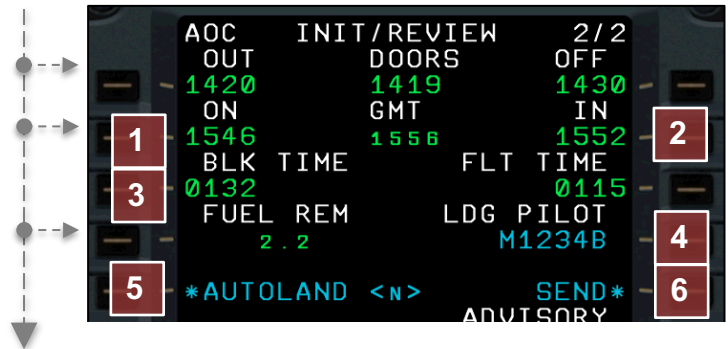 AOC INIT/REVIEW 2/2
OUT DOORS OFF
1420 1419 1430
ON GMT IN
1 1546 1556 1552 2
BLK TIME FLT TIME
3 0132 0115
FUEL REM LDG PILOT
2.2 M1234B 4
5 *AUTOLAND <N> SEND* 6
ADVISORY